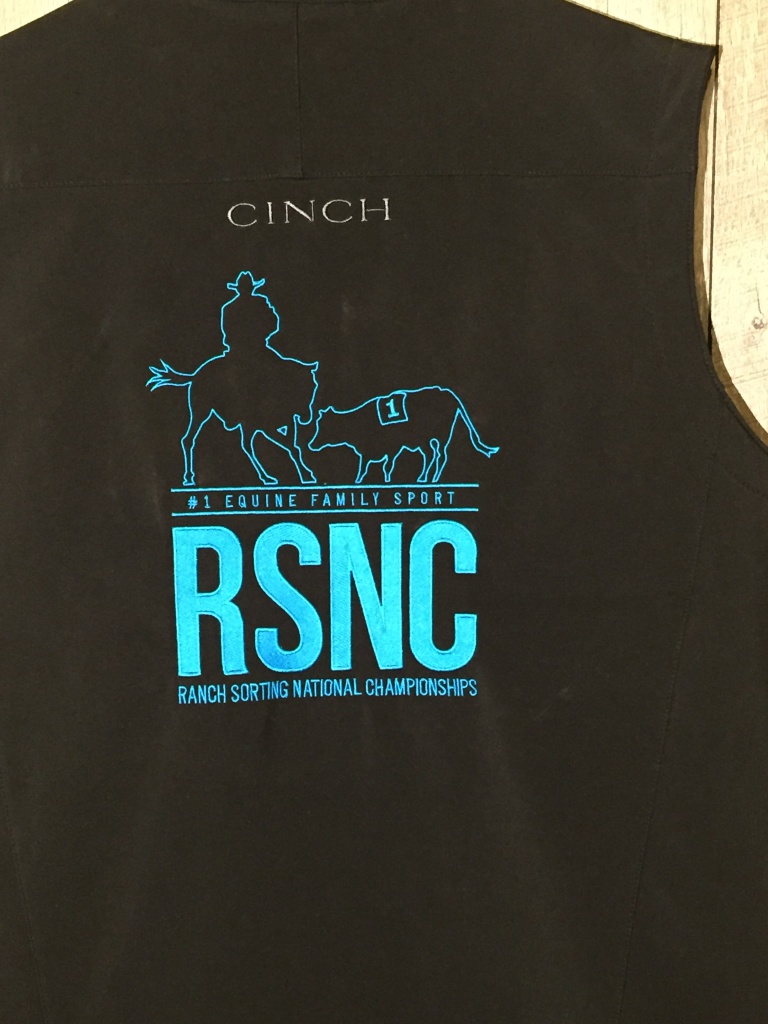 CINCH
1
#1 EQUINE FAMILY SPORT
RSNC
RANCH SORTING NATIONAL CHAMPIONSHIPS